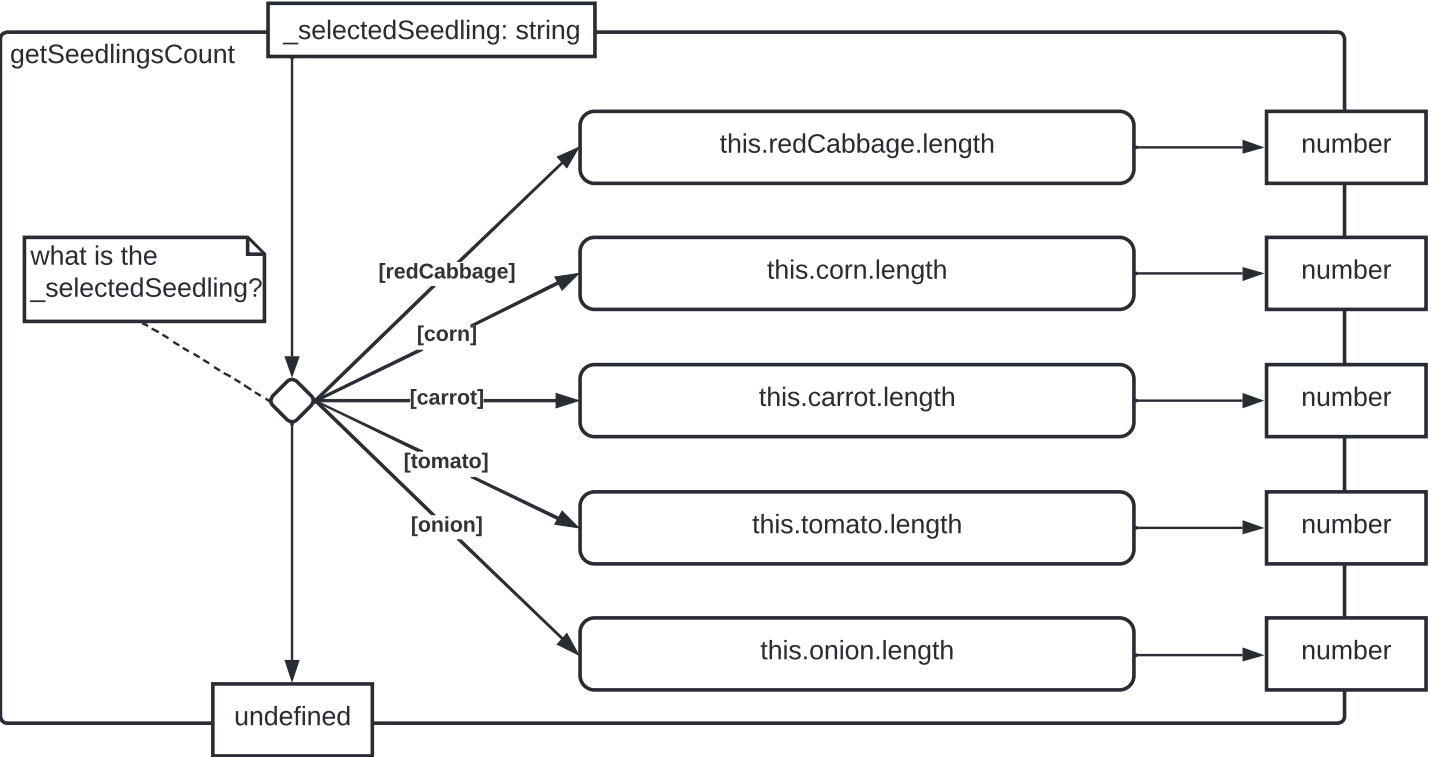 _selectedSeedling: string
getSeedlingsCount
this.redCabbage.length
number
what is the
_selectedSeedling?
[redCabbage]
this.corn.length
number
[corn]
[carrot]
this.carrot.length
number
[tomato]
this.tomato.length
number
[onion]
this.onion.length
number
undefined